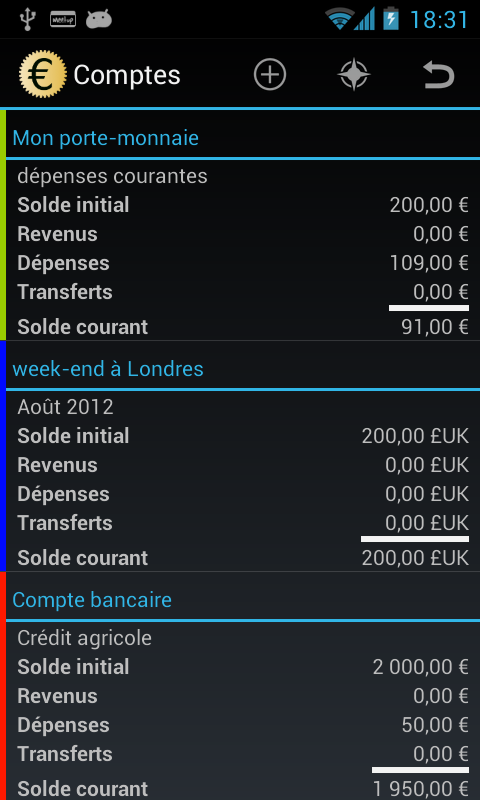 meetup
18:31
€ Comptes
Mon porte-monnaie
dépenses courantes
Solde initial 200,00 €
Revenus 0,00 €
Dépenses 109,00 €
Transferts 0,00 €
Solde courant 91,00 €
week-end à Londres
Août 2012
Solde initial 200,00 £UK
Revenus 0,00 £UK
Dépenses 0,00 £UK
Transferts 0,00 £UK
Solde courant 200,00 £UK
Compte bancaire
Crédit agricole
Solde initial 2 000,00 €
Revenus 0,00 €
Dépenses 50,00 €
Transferts 0,00 €
Solde courant 1 950,00 €